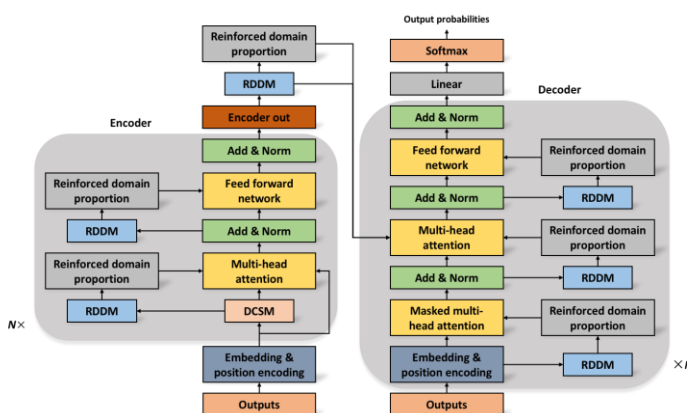 Output probabilities
Reinforced domain
proportion
Softmax
RDDM
Linear
Encoder
Encoder out
Decoder
Add & Norm
Add & Norm
Reinforced domain
proportion
Feed forward
network
Feed forward
network
Reinforced domain
proportion
RDDM
Add & Norm
Add & Norm
RDDM
Reinforced domain
proportion
Multi-head
attention
Multi-head
attention
Reinforced domain
proportion
RDDM
DCSM
Add & Norm
RDDM
N×
Masked multi-
head attention
Reinforced domain
proportion
Embedding &
position encoding
Embedding &
position encoding
RDDM
×
Outputs
Outputs